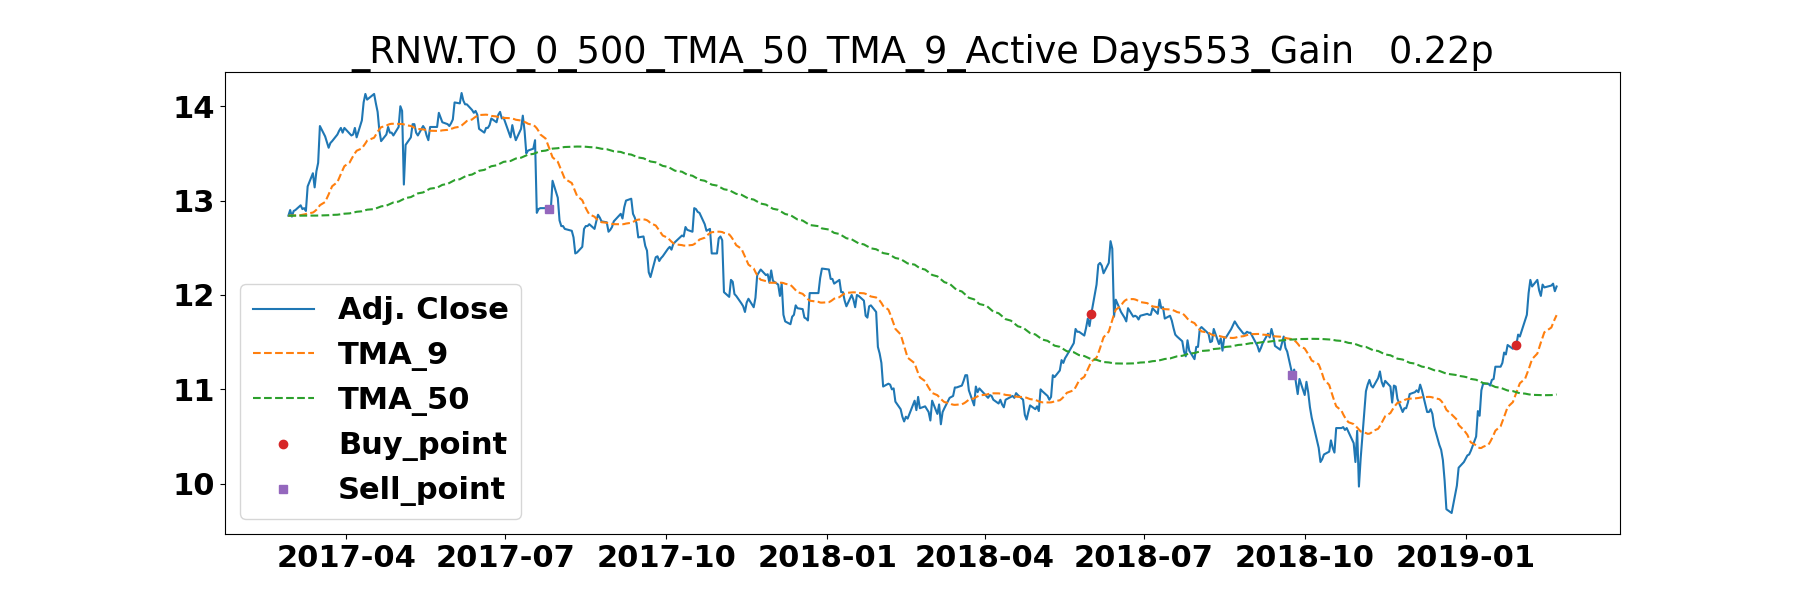 _RNW.TO_0_500_TMA_50_TMA_9_Active Days553_Gain   0.22p
14
13
12
11
10
Adj. Close
TMA_9
TMA_50
Buy_point
Sell_point
2017-04 2017-07 2017-10 2018-01 2018-04 2018-07 2018-10 2019-01